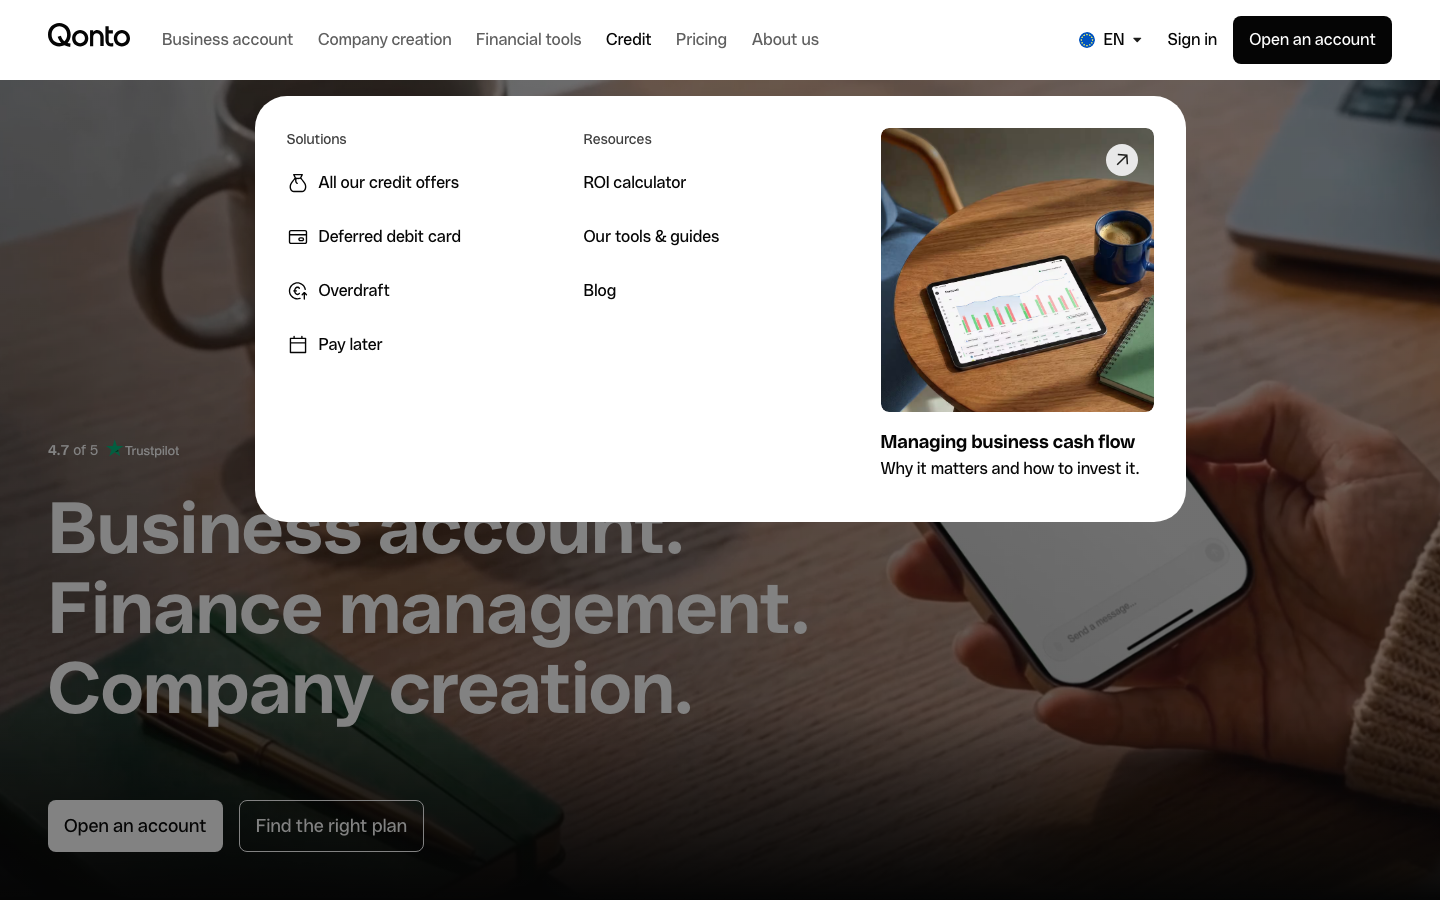 Qonto
Business account
Company creation
Financial tools
Credit
Pricing
About us
EN
Sign in
Open an account
Solutions
All our credit offers
Deferred debit card
Overdraft
Pay later
Resources
ROI calculator
Our tools & guides
Blog
Managing business cash flow
Why it matters and how to invest it.
4.7 of 5 Trustpilot
Business account.
Finance management.
Company creation.
Send a message...
Open an account
Find the right plan